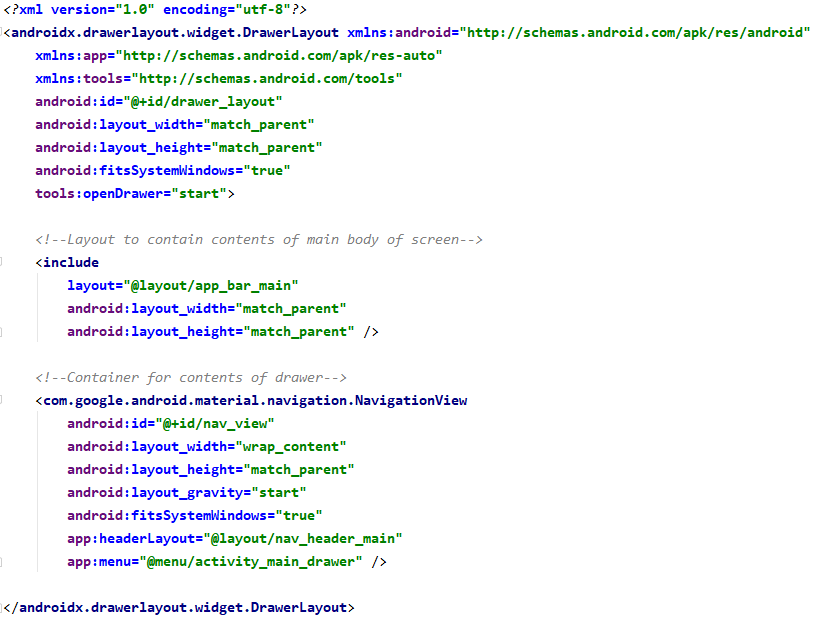 <?xml version="1.0" encoding="utf-8"?>
<androidx.drawerlayout.widget.DrawerLayout xmlns:android="http://schemas.android.com/apk/res/android"
    xmlns:app="http://schemas.android.com/apk/res-auto"
    xmlns:tools="http://schemas.android.com/tools"
    android:id="@+id/drawer_layout"
    android:layout_width="match_parent"
    android:layout_height="match_parent"
    android:fitsSystemWindows="true"
    tools:openDrawer="start">

    <!--Layout to contain contents of main body of screen-->
    <include
        layout="@layout/app_bar_main"
        android:layout_width="match_parent"
        android:layout_height="match_parent" />

    <!--Container for contents of drawer-->
    <com.google.android.material.navigation.NavigationView
        android:id="@+id/nav_view"
        android:layout_width="wrap_content"
        android:layout_height="match_parent"
        android:layout_gravity="start"
        android:fitsSystemWindows="true"
        app:headerLayout="@layout/nav_header_main"
        app:menu="@menu/activity_main_drawer" />

</androidx.drawerlayout.widget.DrawerLayout>